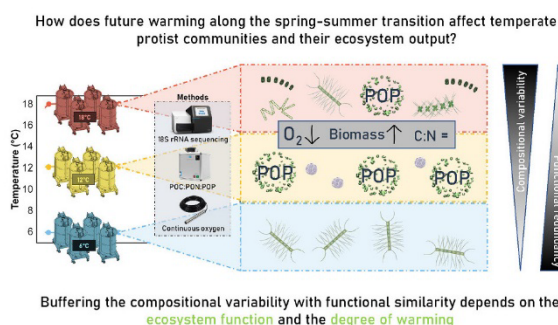 How does future warming along the spring-summer transition affect temperate
protist communities and their ecosystem output?
Temperature (°C)
18
16
14
12
10
8
6
18°C
12°C
6°C
Methods
18S rRNA sequencing
POC:PON:POP
Continuous oxygen
POP
O2 ↓ Biomass ↑ C:N =
POP POP POP
Compositional variability
Buffering the compositional variability with functional similarity depends on the
ecosystem function and the degree of warming